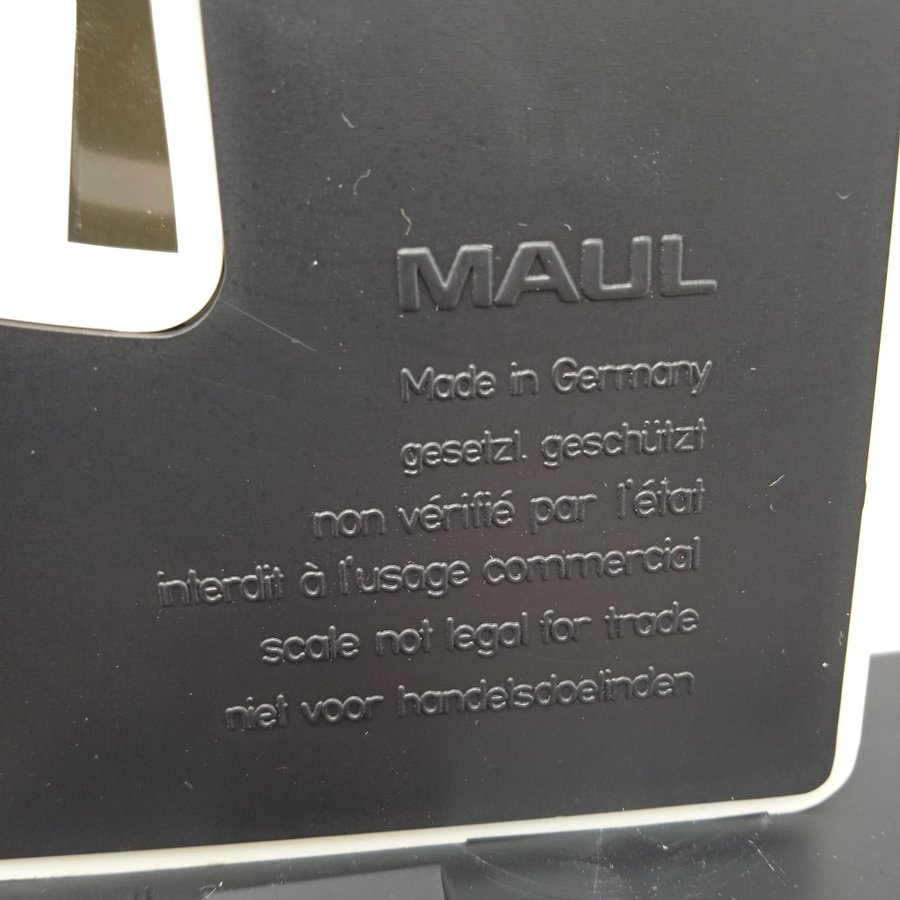 MAUL
Made in Germany
gesetzl. geschützt
non vérifié par l'état
interdit à l'usage commercial
scale not legal for trade
niet voor handelsdoelinden